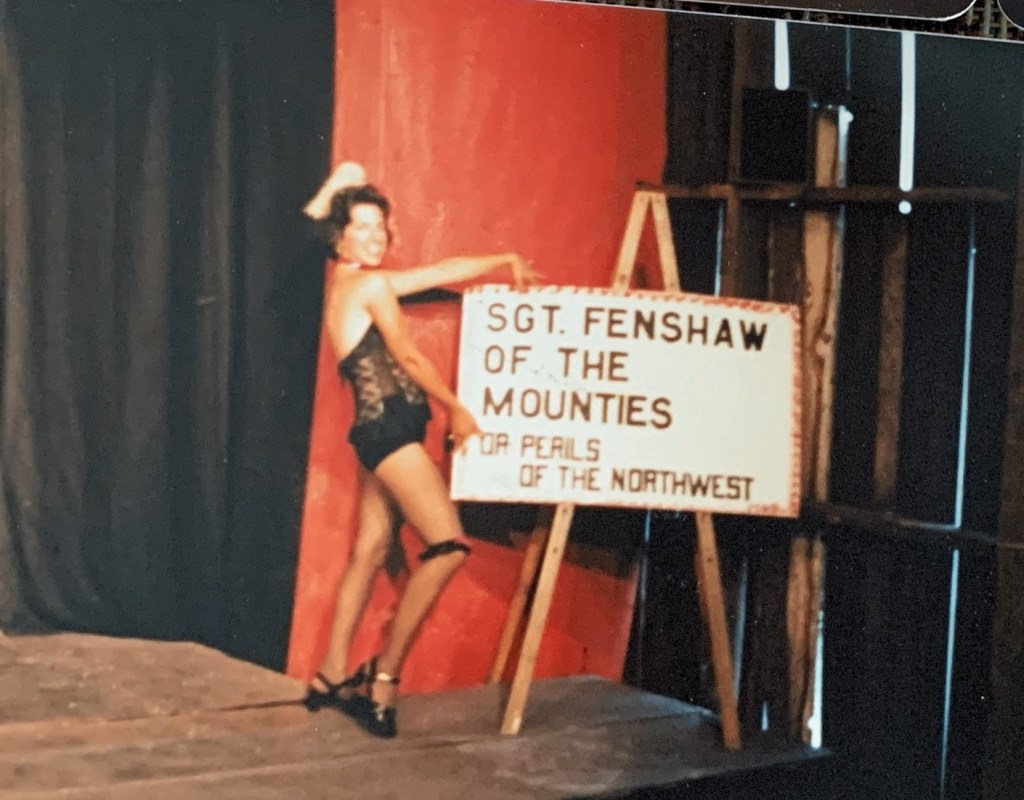 SGT. FENSHAW
OF THE
MOUNTIES
OR PERILS
OF THE NORTHWEST